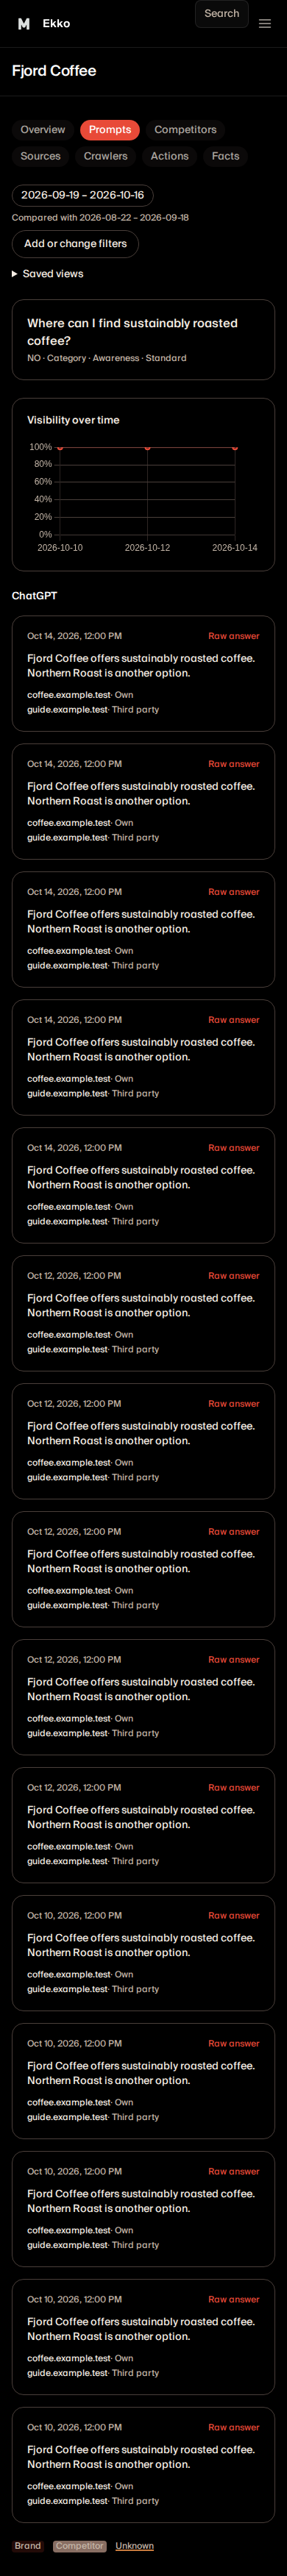 Ekko
Search
Fjord Coffee
Overview
Prompts
Competitors
Sources
Crawlers
Actions
Facts
2026-09-19 – 2026-10-16
Compared with 2026-08-22 – 2026-09-18
Add or change filters
Saved views
Where can I find sustainably roasted
coffee?
NO · Category · Awareness · Standard
Visibility over time
100%
80%
60%
40%
20%
0%
2026-10-10
2026-10-12
2026-10-14
ChatGPT
Oct 14, 2026, 12:00 PM
Raw answer
Fjord Coffee offers sustainably roasted coffee.
Northern Roast is another option.
coffee.example.test· Own
guide.example.test· Third party
Oct 14, 2026, 12:00 PM
Raw answer
Fjord Coffee offers sustainably roasted coffee.
Northern Roast is another option.
coffee.example.test· Own
guide.example.test· Third party
Oct 14, 2026, 12:00 PM
Raw answer
Fjord Coffee offers sustainably roasted coffee.
Northern Roast is another option.
coffee.example.test· Own
guide.example.test· Third party
Oct 14, 2026, 12:00 PM
Raw answer
Fjord Coffee offers sustainably roasted coffee.
Northern Roast is another option.
coffee.example.test· Own
guide.example.test· Third party
Oct 14, 2026, 12:00 PM
Raw answer
Fjord Coffee offers sustainably roasted coffee.
Northern Roast is another option.
coffee.example.test· Own
guide.example.test· Third party
Oct 12, 2026, 12:00 PM
Raw answer
Fjord Coffee offers sustainably roasted coffee.
Northern Roast is another option.
coffee.example.test· Own
guide.example.test· Third party
Oct 12, 2026, 12:00 PM
Raw answer
Fjord Coffee offers sustainably roasted coffee.
Northern Roast is another option.
coffee.example.test· Own
guide.example.test· Third party
Oct 12, 2026, 12:00 PM
Raw answer
Fjord Coffee offers sustainably roasted coffee.
Northern Roast is another option.
coffee.example.test· Own
guide.example.test· Third party
Oct 12, 2026, 12:00 PM
Raw answer
Fjord Coffee offers sustainably roasted coffee.
Northern Roast is another option.
coffee.example.test· Own
guide.example.test· Third party
Oct 12, 2026, 12:00 PM
Raw answer
Fjord Coffee offers sustainably roasted coffee.
Northern Roast is another option.
coffee.example.test· Own
guide.example.test· Third party
Oct 10, 2026, 12:00 PM
Raw answer
Fjord Coffee offers sustainably roasted coffee.
Northern Roast is another option.
coffee.example.test· Own
guide.example.test· Third party
Oct 10, 2026, 12:00 PM
Raw answer
Fjord Coffee offers sustainably roasted coffee.
Northern Roast is another option.
coffee.example.test· Own
guide.example.test· Third party
Oct 10, 2026, 12:00 PM
Raw answer
Fjord Coffee offers sustainably roasted coffee.
Northern Roast is another option.
coffee.example.test· Own
guide.example.test· Third party
Oct 10, 2026, 12:00 PM
Raw answer
Fjord Coffee offers sustainably roasted coffee.
Northern Roast is another option.
coffee.example.test· Own
guide.example.test· Third party
Oct 10, 2026, 12:00 PM
Raw answer
Fjord Coffee offers sustainably roasted coffee.
Northern Roast is another option.
coffee.example.test· Own
guide.example.test· Third party
Brand
Competitor
Unknown